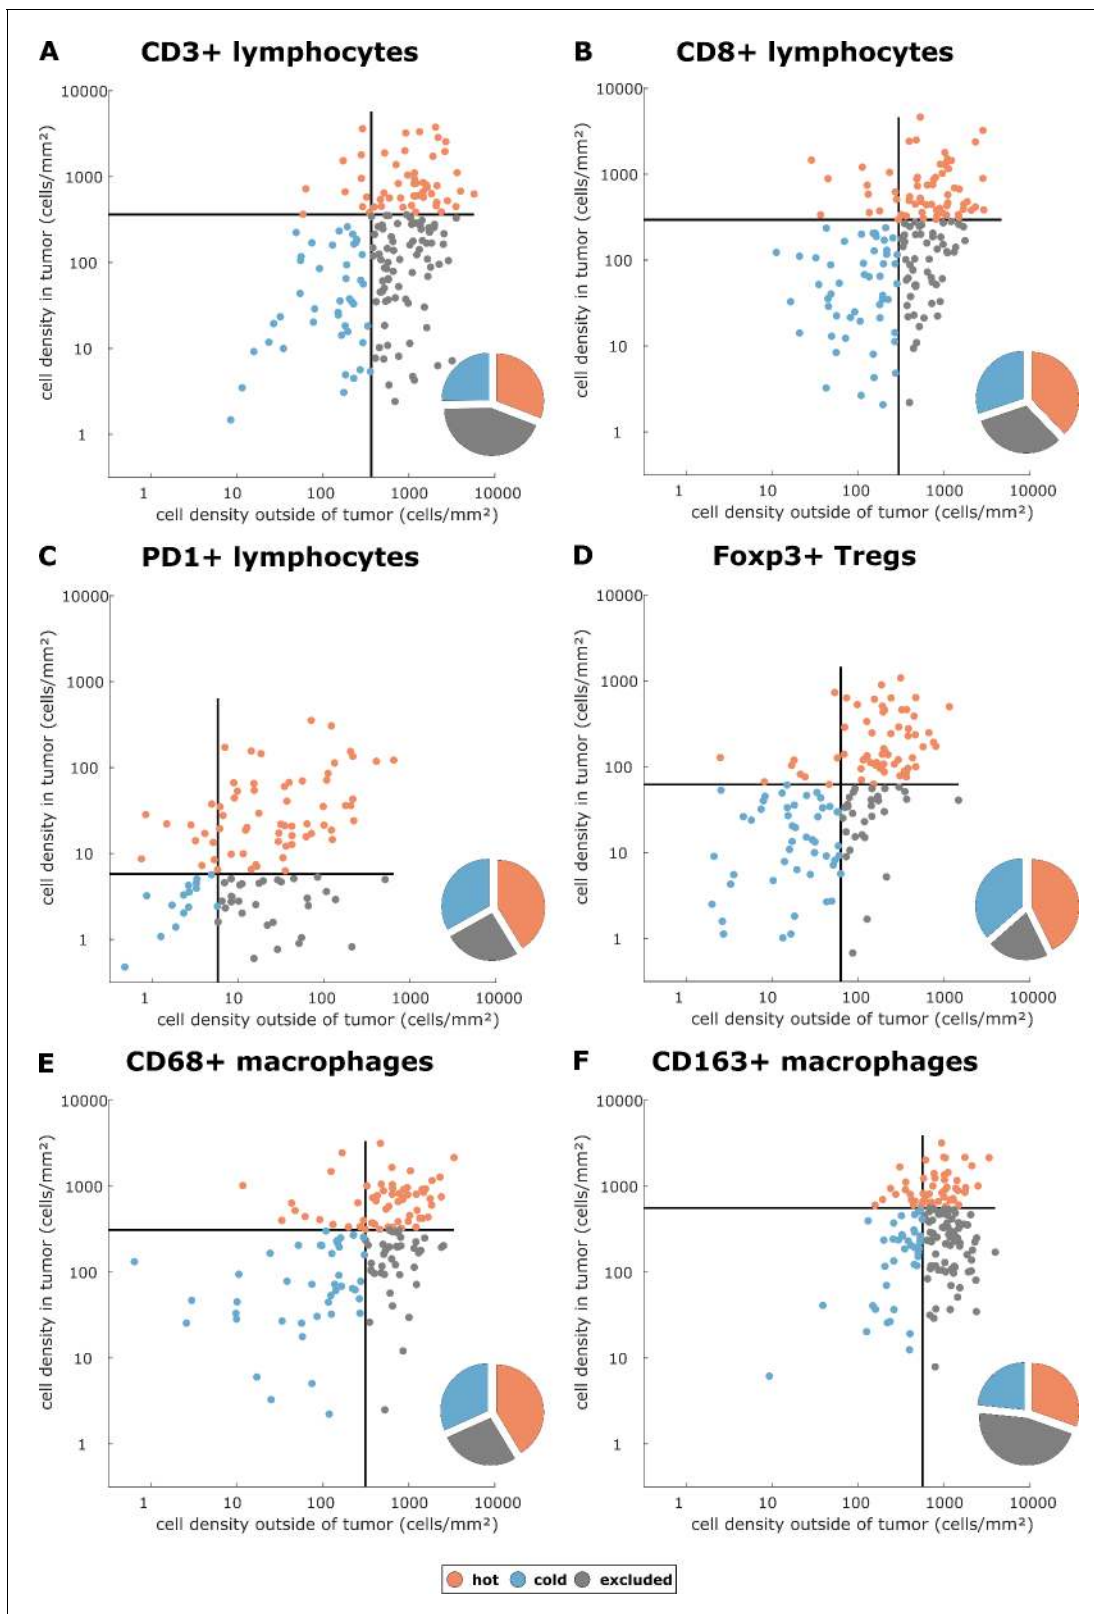 A CD3+ lymphocytes
B CD8+ lymphocytes
10000
1000
100
10
1
cell density in tumor (cells/mm²)
1 10 100 1000 10000
cell density outside of tumor (cells/mm²)
10000
1000
100
10
1
cell density in tumor (cells/mm²)
1 10 100 1000 10000
cell density outside of tumor (cells/mm²)
C PD1+ lymphocytes
D Foxp3+ Tregs
10000
1000
100
10
1
cell density in tumor (cells/mm²)
1 10 100 1000 10000
cell density outside of tumor (cells/mm²)
10000
1000
100
10
1
cell density in tumor (cells/mm²)
1 10 100 1000 10000
cell density outside of tumor (cells/mm²)
E CD68+ macrophages
F CD163+ macrophages
10000
1000
100
10
1
cell density in tumor (cells/mm²)
1 10 100 1000 10000
cell density outside of tumor (cells/mm²)
10000
1000
100
10
1
cell density in tumor (cells/mm²)
1 10 100 1000 10000
cell density outside of tumor (cells/mm²)
hot cold excluded